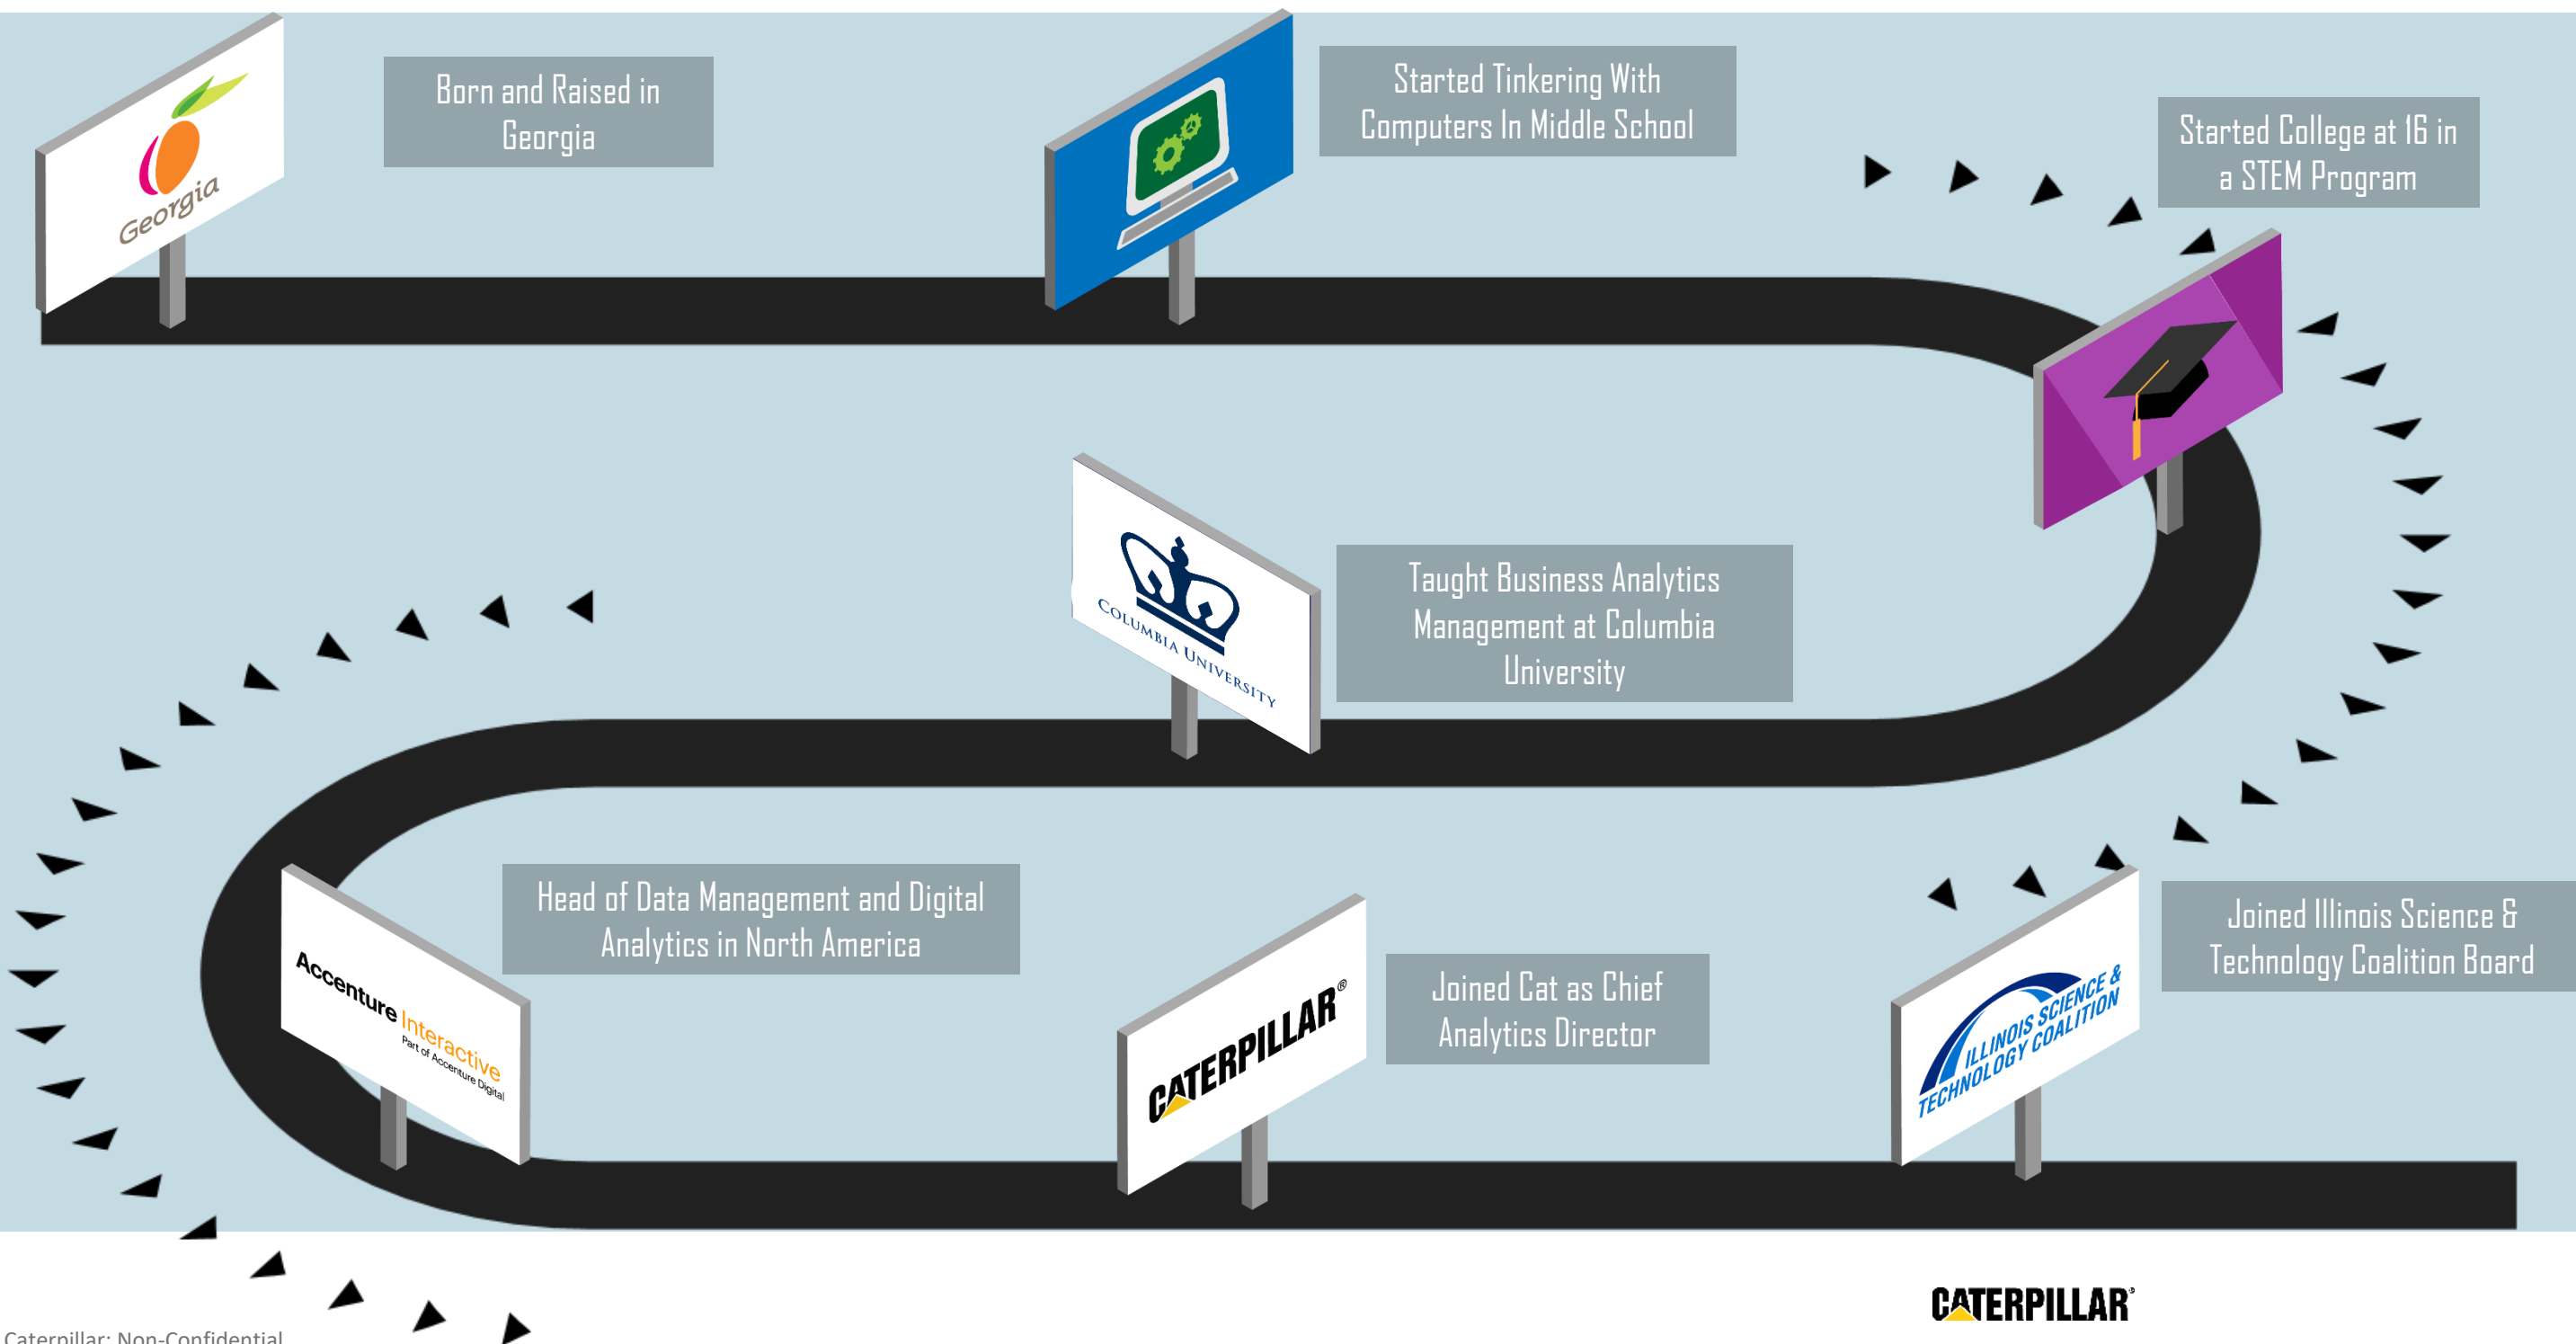 Georgia
Born and Raised in
Georgia
Started Tinkering With
Computers In Middle School
Started College at 16 in
a STEM Program
COLUMBIA UNIVERSITY
Taught Business Analytics
Management at Columbia
University
Accenture Interactive
Part of Accenture Digital
Head of Data Management and Digital
Analytics in North America
CATERPILLAR®
Joined Cat as Chief
Analytics Director
ILLINOIS SCIENCE &
TECHNOLOGY COALITION
Joined Illinois Science &
Technology Coalition Board
CATERPILLAR®
Caterpillar: Non-Confidential